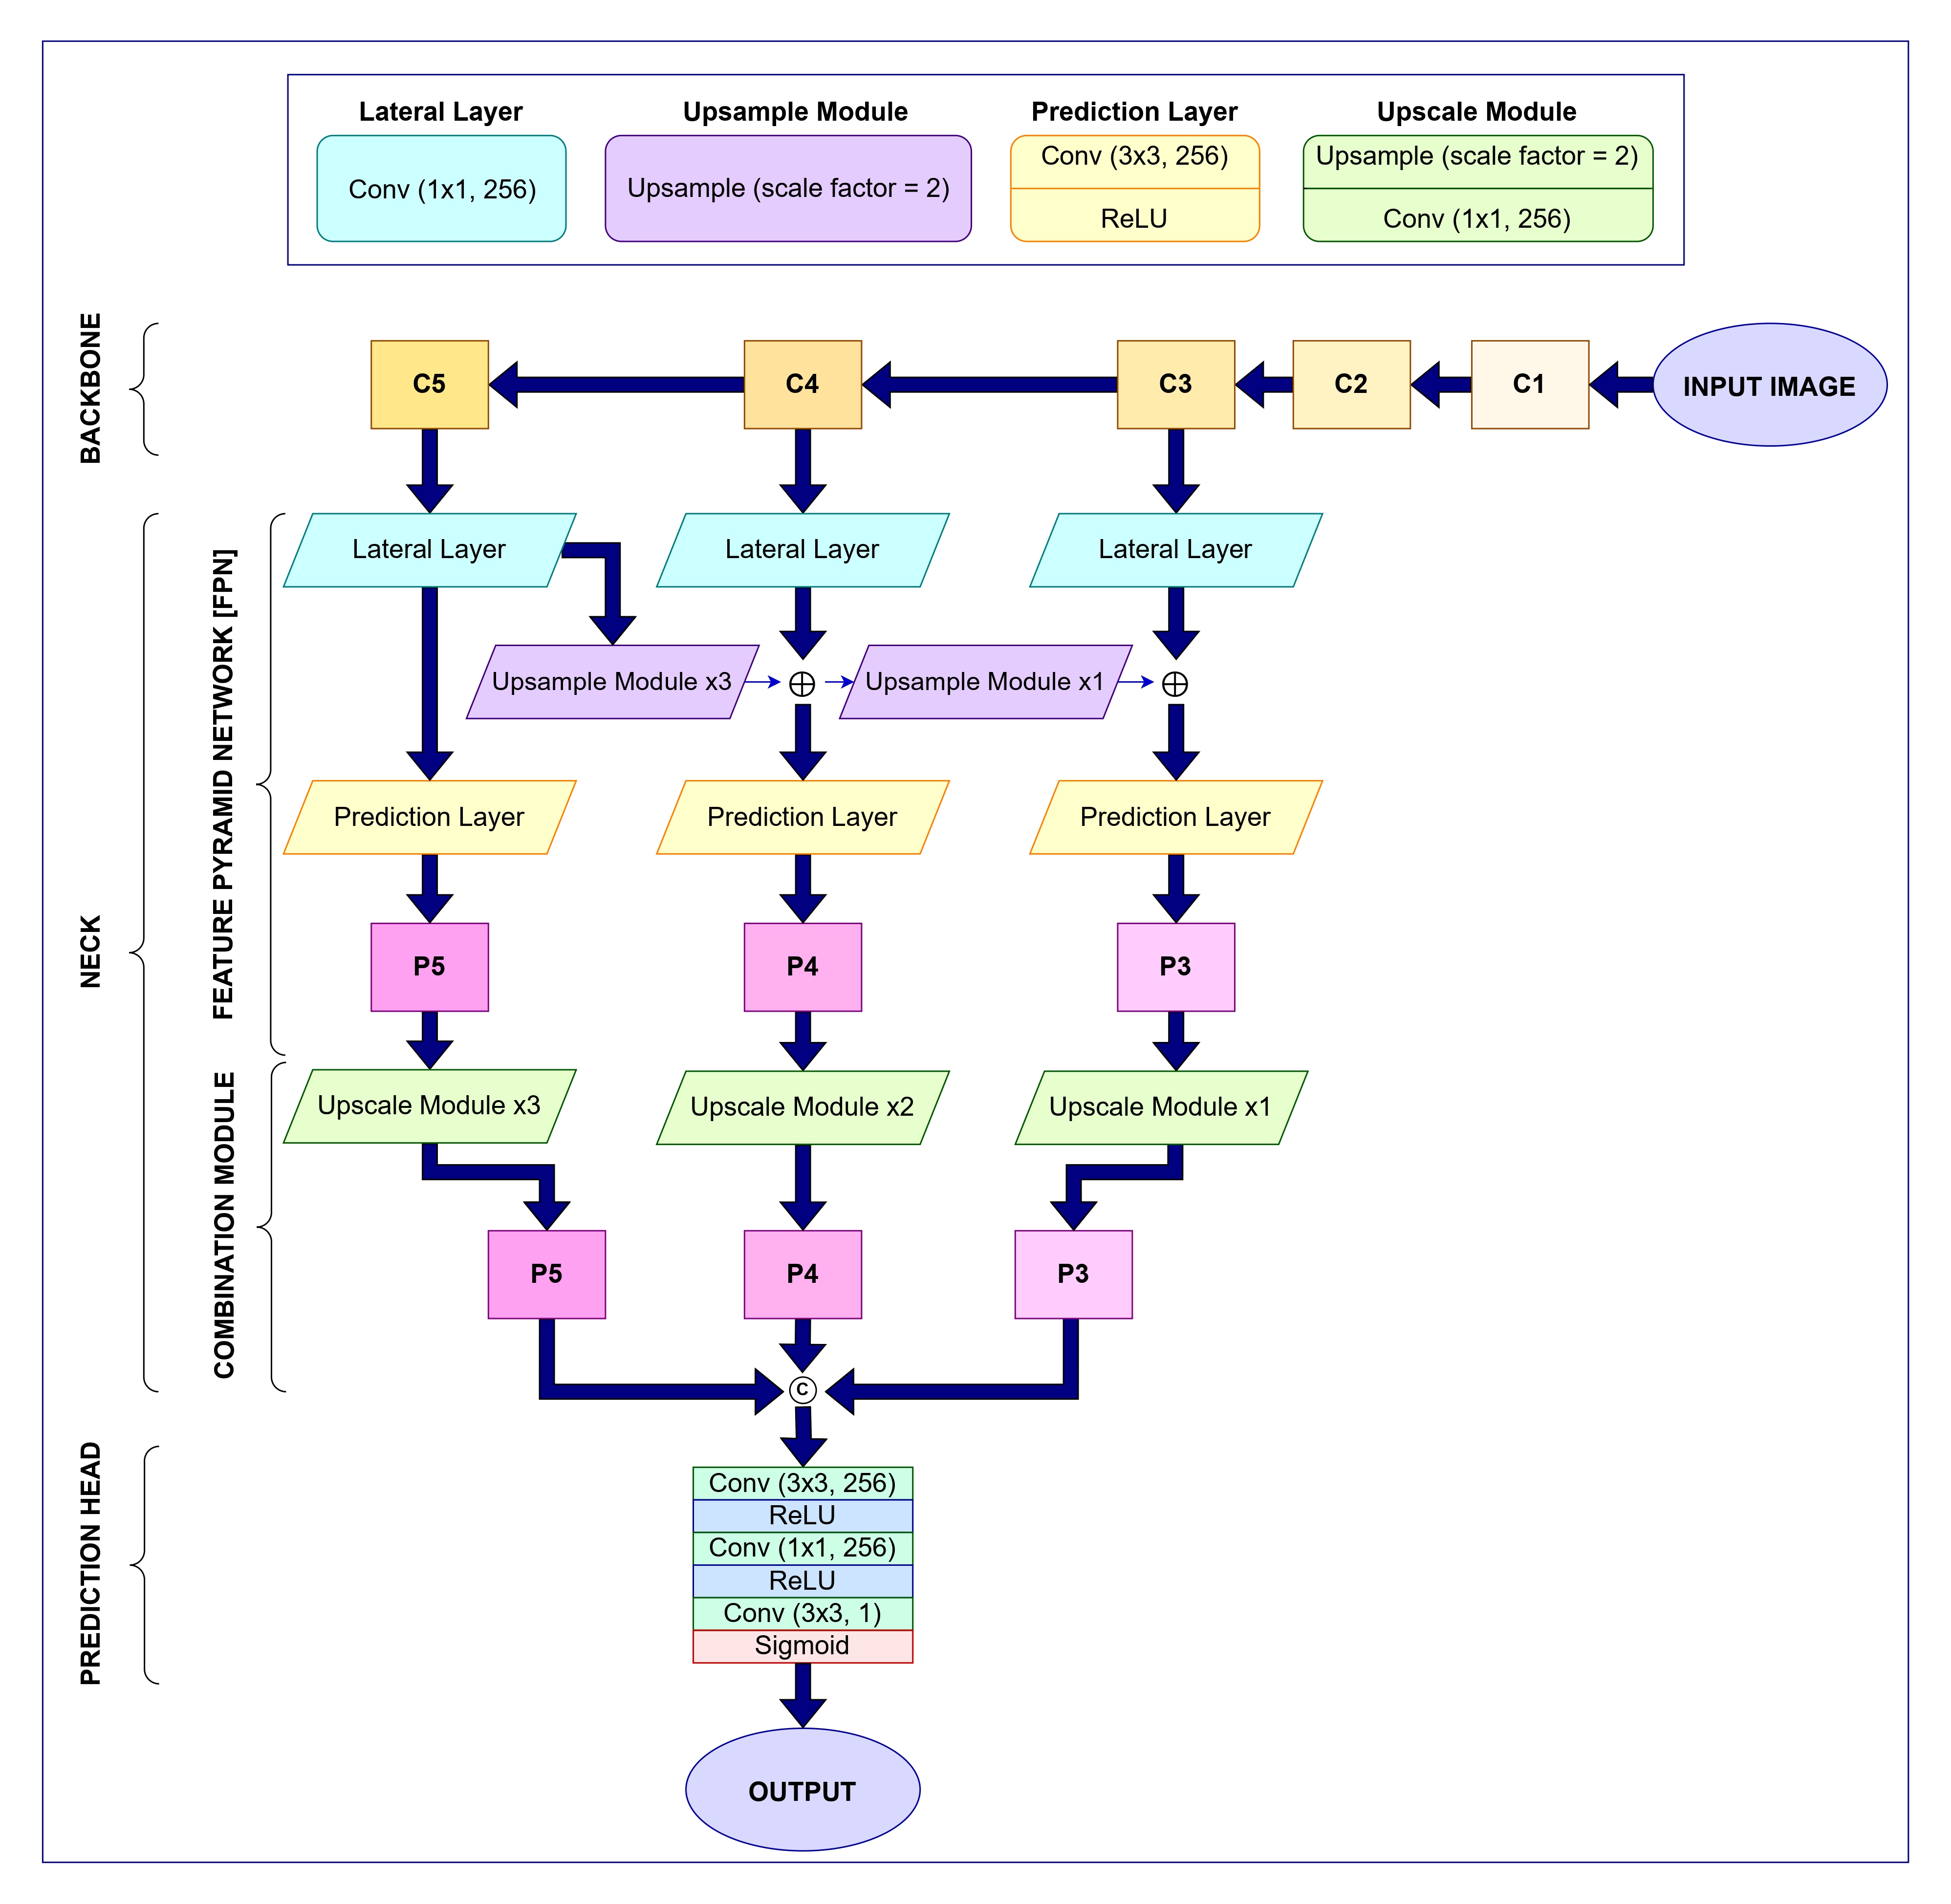 Lateral Layer
Conv (1x1, 256)
Upsample Module
Upsample (scale factor = 2)
Prediction Layer
Conv (3x3, 256)
ReLU
Upscale Module
Upsample (scale factor = 2)
Conv (1x1, 256)
BACKBONE
C5
C4
C3
C2
C1
INPUT IMAGE
NECK
FEATURE PYRAMID NETWORK [FPN]
Lateral Layer
Lateral Layer
Lateral Layer
Upsample Module x3
Upsample Module x1
Prediction Layer
Prediction Layer
Prediction Layer
P5
P4
P3
COMBINATION MODULE
Upscale Module x3
Upscale Module x2
Upscale Module x1
P5
P4
P3
C
PREDICTION HEAD
Conv (3x3, 256)
ReLU
Conv (1x1, 256)
ReLU
Conv (3x3, 1)
Sigmoid
OUTPUT